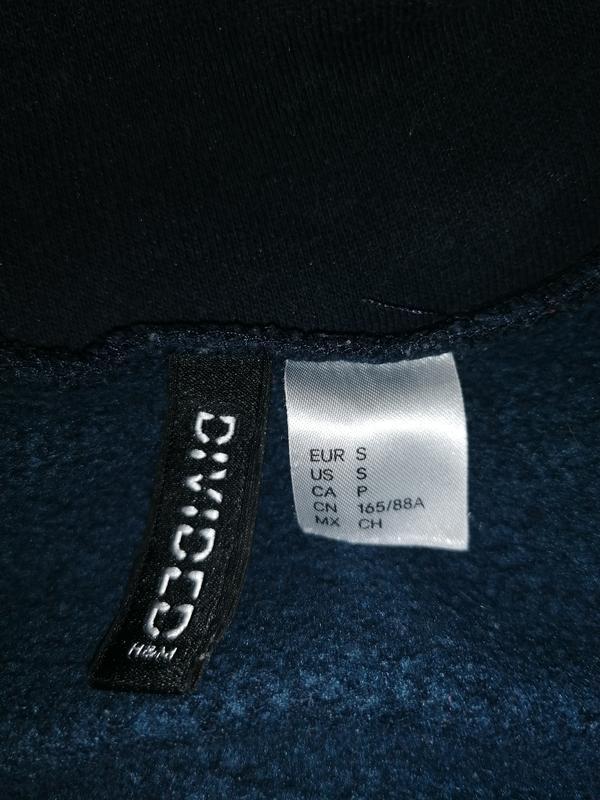 DIVIDED
H&M
EUR S
US S
CA P
CN 165/88A
MX CH